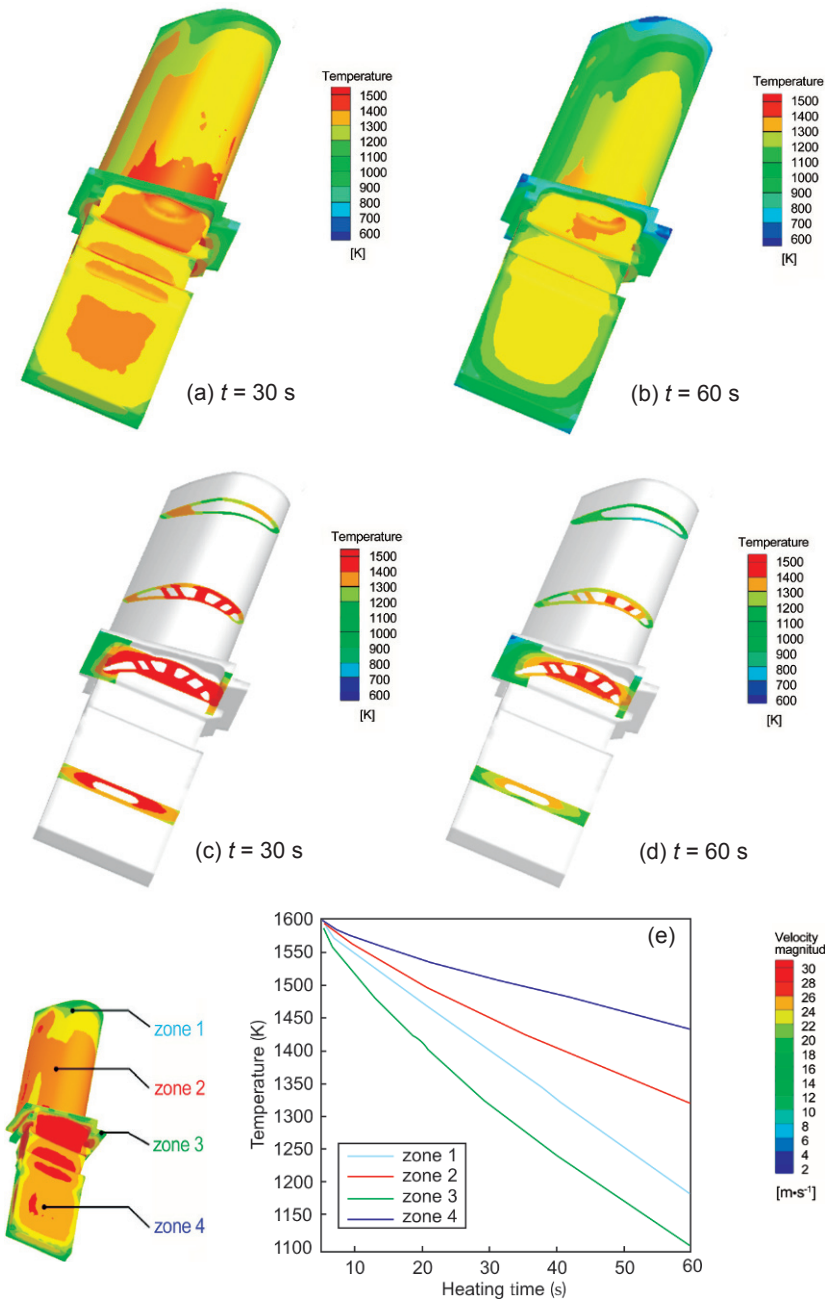 Temperature
1500
1400
1300
1200
1100
1000
900
800
700
600
[K]
(a) t = 30 s
Temperature
1500
1400
1300
1200
1100
1000
900
800
700
600
[K]
(b) t = 60 s
Temperature
1500
1400
1300
1200
1100
1000
900
800
700
600
[K]
(c) t = 30 s
Temperature
1500
1400
1300
1200
1100
1000
900
800
700
600
[K]
(d) t = 60 s
zone 1
zone 2
zone 3
zone 4
(e)
Temperature (K)
1600
1550
1500
1450
1400
1350
1300
1250
1200
1150
1100
zone 1
zone 2
zone 3
zone 4
10 20 30 40 50 60
Heating time (s)
Velocity
magnitud
30
28
26
24
22
20
18
16
14
12
10
8
6
4
2
[m•s⁻¹]